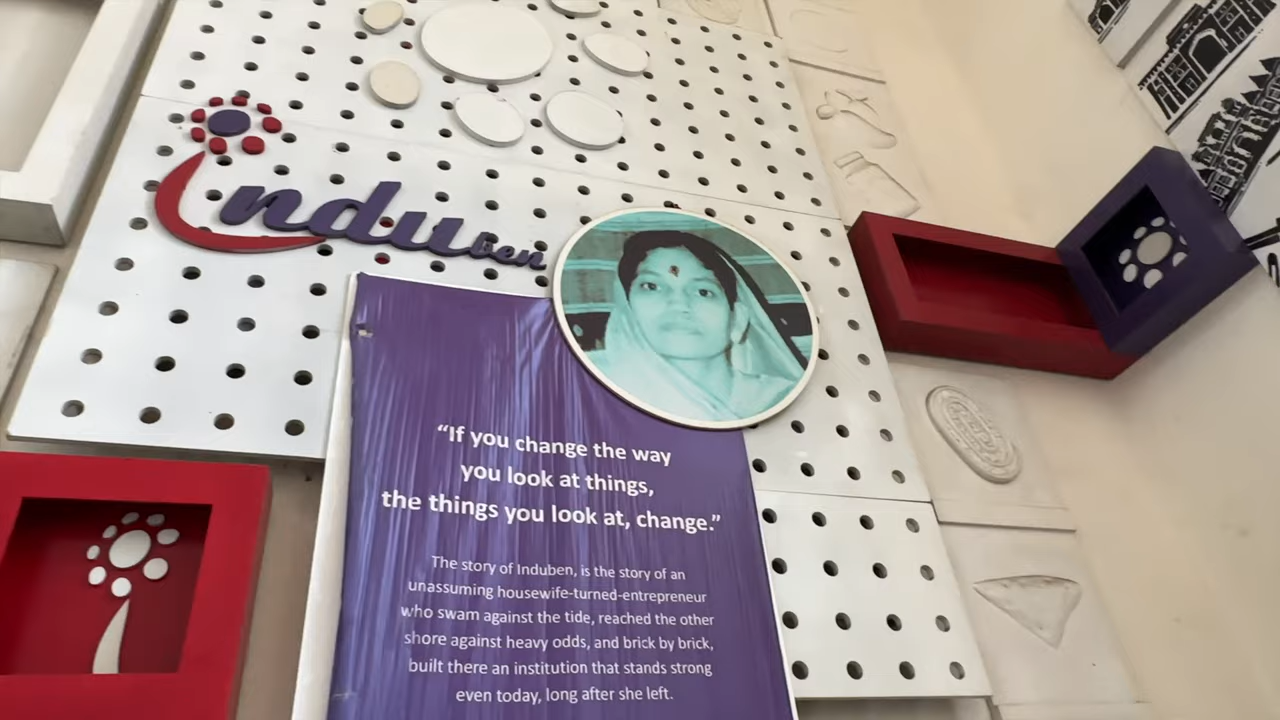 induben
“If you change the way
you look at things,
the things you look at, change.”
The story of Induben, is the story of an
unassuming housewife-turned-entrepreneur
who swam against the tide, reached the other
shore against heavy odds, and brick by brick,
built there an institution that stands strong
even today, long after she left.